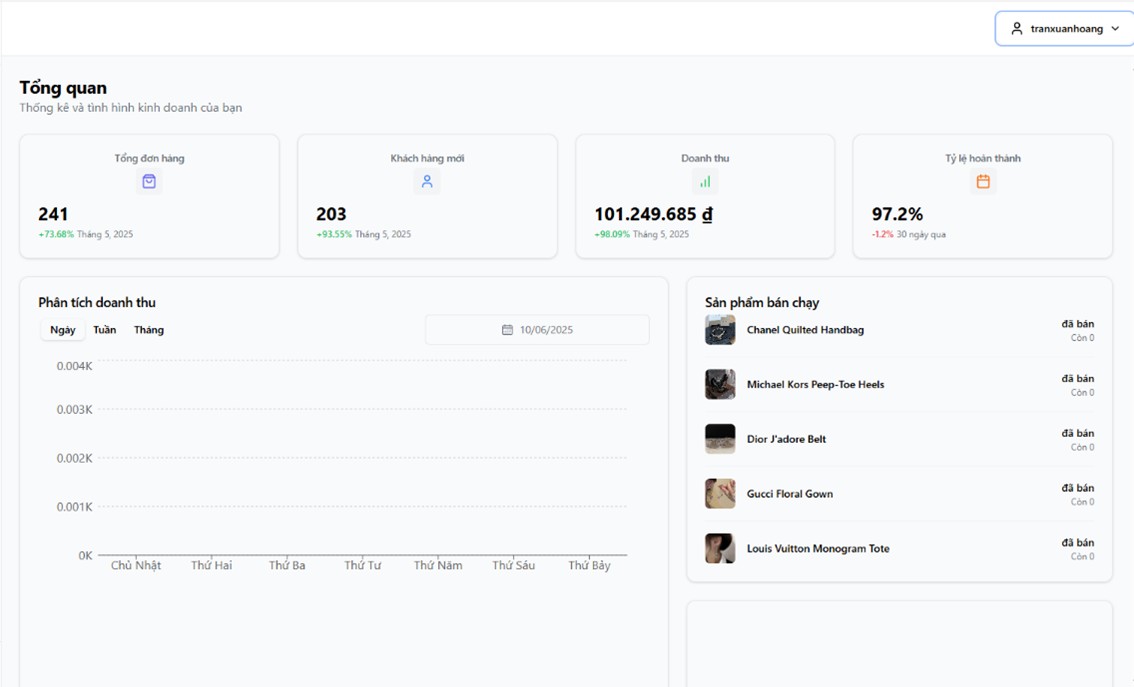 tranxuanhoang
Tổng quan
Thống kê và tình hình kinh doanh của bạn
Tổng đơn hàng
241
+73.68% Tháng 5, 2025
Khách hàng mới
203
+93.55% Tháng 5, 2025
Doanh thu
101.249.685 ₫
+98.09% Tháng 5, 2025
Tỷ lệ hoàn thành
97.2%
-1.2% 30 ngày qua
Phân tích doanh thu
Ngày Tuần Tháng
10/06/2025
0.004K
0.003K
0.002K
0.001K
0K
Chủ Nhật Thứ Hai Thứ Ba Thứ Tư Thứ Năm Thứ Sáu Thứ Bảy
Sản phẩm bán chạy
Chanel Quilted Handbag
đã bán
Còn 0
Michael Kors Peep-Toe Heels
đã bán
Còn 0
Dior J'adore Belt
đã bán
Còn 0
Gucci Floral Gown
đã bán
Còn 0
Louis Vuitton Monogram Tote
đã bán
Còn 0